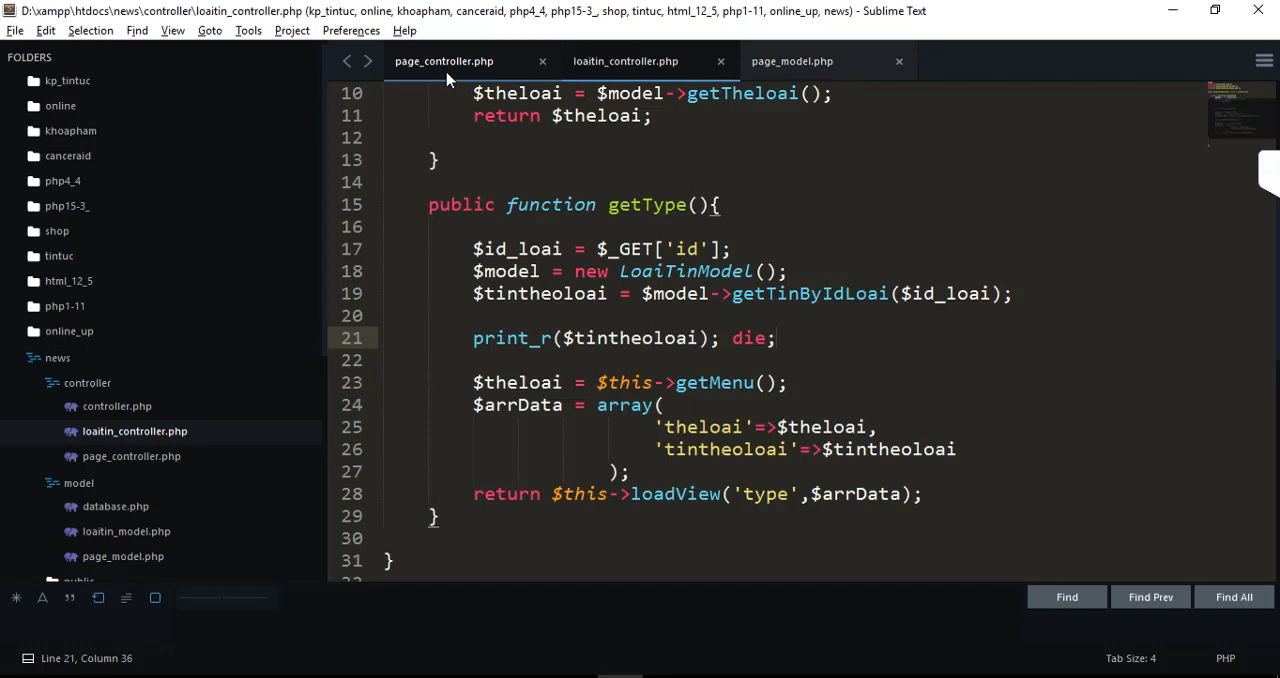 D:\xampp\htdocs\news\controller\loaitin_controller.php (kp_tintuc, online, khoapham, canceraid, php4_4, php15-3_, shop, tintuc, html_12_5, php1-11, online_up, news) - Sublime Text
File Edit Selection Find View Goto Tools Project Preferences Help
FOLDERS
kp_tintuc
online
khoapham
canceraid
php4_4
php15-3_
shop
tintuc
html_12_5
php1-11
online_up
news
controller
controller.php
loaitin_controller.php
page_controller.php
model
database.php
loaitin_model.php
page_model.php
public
page_controller.php loaitin_controller.php page_model.php
10 $theloai = $model->getTheloai();
11 return $theloai;
12
13 }
14
15 public function getType(){
16
17 $id_loai = $_GET['id'];
18 $model = new LoaiTinModel();
19 $tintheoloai = $model->getTinByIdLoai($id_loai);
20
21 print_r($tintheoloai); die;
22
23 $theloai = $this->getMenu();
24 $arrData = array(
25 'theloai'=>$theloai,
26 'tintheoloai'=>$tintheoloai
27 );
28 return $this->loadView('type',$arrData);
29 }
30
31 }
32
Find Find Prev Find All
Line 21, Column 36 Tab Size: 4 PHP